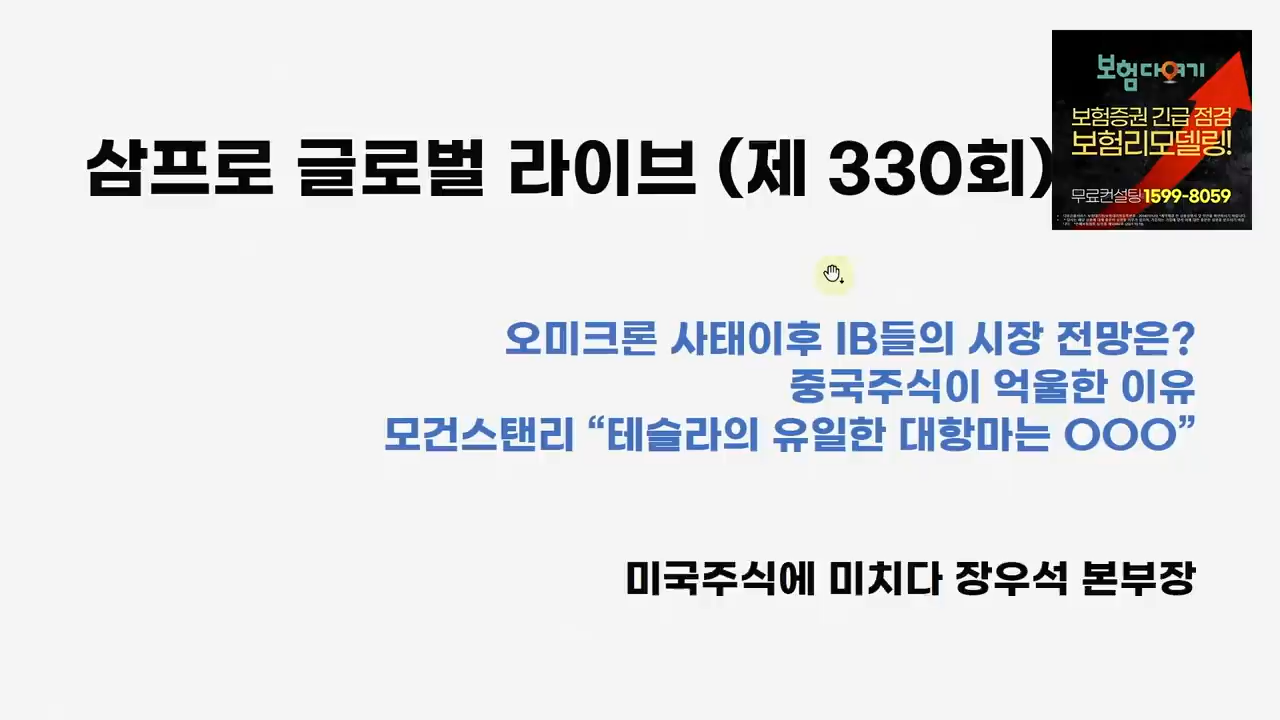 삼프로 글로벌 라이브 (제 330회)
보험다여기
보험증권 긴급 점검
보험리모델링!
무료컨설팅 1599-8059
오미크론 사태이후 IB들의 시장 전망은?
중국주식이 억울한 이유
모건스탠리 “테슬라의 유일한 대항마는 OOO”
미국주식에 미치다 장우석 본부장